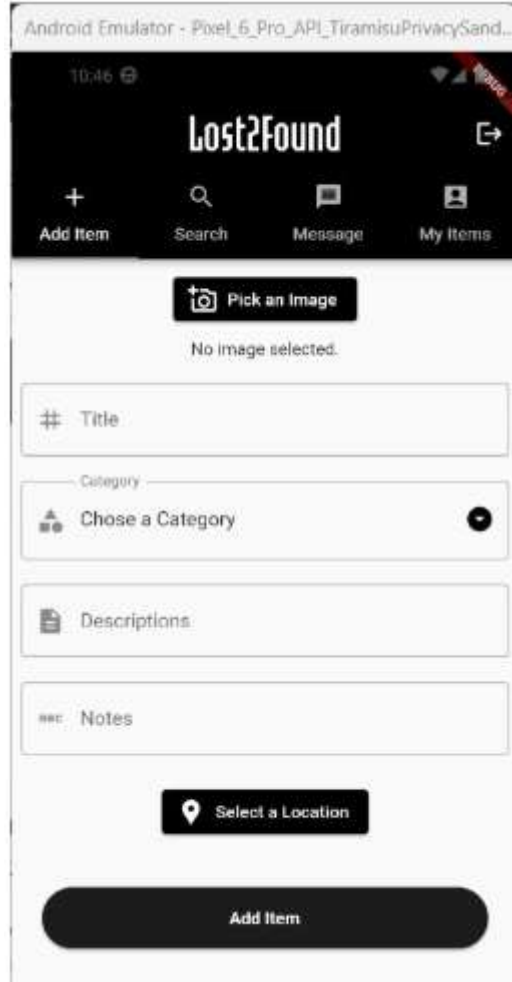 Android Emulator - Pixel_6_Pro_API_TiramisuPrivacySand...
10:46
DEBUG
Lost2Found
Add Item Search Message My Items
Pick an Image
No image selected.
Title
Category
Chose a Category
Descriptions
Notes
Select a Location
Add Item